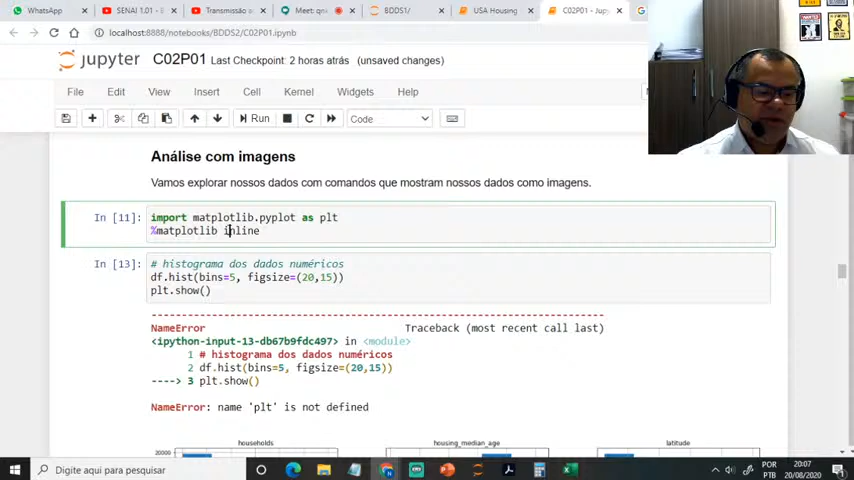 WhatsApp
SENAI 1.01 - I
Transmissão o
Meet: qn
BDDS1/
USA Housing
C02P01 - Jup
localhost:8888/notebooks/BDDS2/C02P01.ipynb
jupyter C02P01 Last Checkpoint: 2 horas atrás (unsaved changes)
File Edit View Insert Cell Kernel Widgets Help
Run Code
Análise com imagens
Vamos explorar nossos dados com comandos que mostram nossos dados como imagens.
In [11]: import matplotlib.pyplot as plt
%matplotlib inline
In [13]: # histograma dos dados numéricos
df.hist(bins=5, figsize=(20,15))
plt.show()
---------------------------------------------------------------------------
NameError Traceback (most recent call last)
<ipython-input-13-db67b9fdc497> in <module>
1 # histograma dos dados numéricos
2 df.hist(bins=5, figsize=(20,15))
----> 3 plt.show()
NameError: name 'plt' is not defined
households housing_median_age latitude
20000
Digite aqui para pesquisar
POR
PTB
20:07
20/08/2020